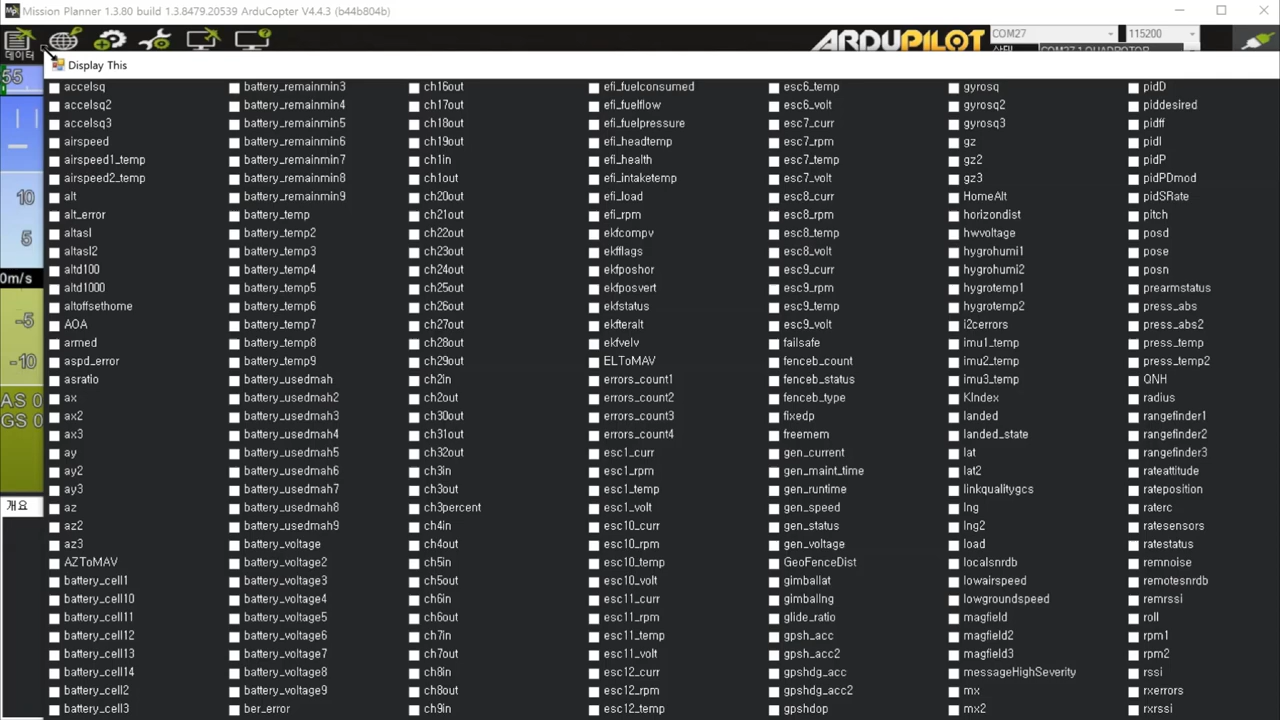 Mission Planner 1.3.80 build 1.3.8479.20539 ArduCopter V4.4.3 (b44b804b)
데이터
ARDUPILOT
COM27
115200
COM27-1-QUADROTOR
Display This
55
10
5
0m/s
-5
-10
AS 0
GS 0
개요
accelsq
accelsq2
accelsq3
airspeed
airspeed1_temp
airspeed2_temp
alt
alt_error
altasl
altasl2
altd100
altd1000
altoffsethome
AOA
armed
aspd_error
asratio
ax
ax2
ax3
ay
ay2
ay3
az
az2
az3
AZToMAV
battery_cell1
battery_cell10
battery_cell11
battery_cell12
battery_cell13
battery_cell14
battery_cell2
battery_cell3
battery_remainmin3
battery_remainmin4
battery_remainmin5
battery_remainmin6
battery_remainmin7
battery_remainmin8
battery_remainmin9
battery_temp
battery_temp2
battery_temp3
battery_temp4
battery_temp5
battery_temp6
battery_temp7
battery_temp8
battery_temp9
battery_usedmah
battery_usedmah2
battery_usedmah3
battery_usedmah4
battery_usedmah5
battery_usedmah6
battery_usedmah7
battery_usedmah8
battery_usedmah9
battery_voltage
battery_voltage2
battery_voltage3
battery_voltage4
battery_voltage5
battery_voltage6
battery_voltage7
battery_voltage8
battery_voltage9
ber_error
ch16out
ch17out
ch18out
ch19out
ch1in
ch1out
ch20out
ch21out
ch22out
ch23out
ch24out
ch25out
ch26out
ch27out
ch28out
ch29out
ch2in
ch2out
ch30out
ch31out
ch32out
ch3in
ch3out
ch3percent
ch4in
ch4out
ch5in
ch5out
ch6in
ch6out
ch7in
ch7out
ch8in
ch8out
ch9in
efi_fuelconsumed
efi_fuelflow
efi_fuelpressure
efi_headtemp
efi_health
efi_intaketemp
efi_load
efi_rpm
ekfcompv
ekfflags
ekfposhor
ekfposvert
ekfstatus
ekfteralt
ekfvelv
ELToMAV
errors_count1
errors_count2
errors_count3
errors_count4
esc1_curr
esc1_rpm
esc1_temp
esc1_volt
esc10_curr
esc10_rpm
esc10_temp
esc10_volt
esc11_curr
esc11_rpm
esc11_temp
esc11_volt
esc12_curr
esc12_rpm
esc12_temp
esc6_temp
esc6_volt
esc7_curr
esc7_rpm
esc7_temp
esc7_volt
esc8_curr
esc8_rpm
esc8_temp
esc8_volt
esc9_curr
esc9_rpm
esc9_temp
esc9_volt
failsafe
fenceb_count
fenceb_status
fenceb_type
fixedp
freemem
gen_current
gen_maint_time
gen_runtime
gen_speed
gen_status
gen_voltage
GeoFenceDist
gimballat
gimballng
glide_ratio
gpsh_acc
gpsh_acc2
gpshdg_acc
gpshdg_acc2
gpshdop
gyrosq
gyrosq2
gyrosq3
gz
gz2
gz3
HomeAlt
horizondist
hwvoltage
hygrohumi1
hygrohumi2
hygrotemp1
hygrotemp2
i2cerrors
imu1_temp
imu2_temp
imu3_temp
KIndex
landed
landed_state
lat
lat2
linkqualitygcs
lng
lng2
load
localsnrdb
lowairspeed
lowgroundspeed
magfield
magfield2
magfield3
messageHighSeverity
mx
mx2
pidD
piddesired
pidff
pidI
pidP
pidPDmod
pidSRate
pitch
posd
pose
posn
prearmstatus
press_abs
press_abs2
press_temp
press_temp2
QNH
radius
rangefinder1
rangefinder2
rangefinder3
rateattitude
rateposition
raterc
ratesensors
ratestatus
remnoise
remotesnrdb
remrssi
roll
rpm1
rpm2
rssi
rxerrors
rxrssi